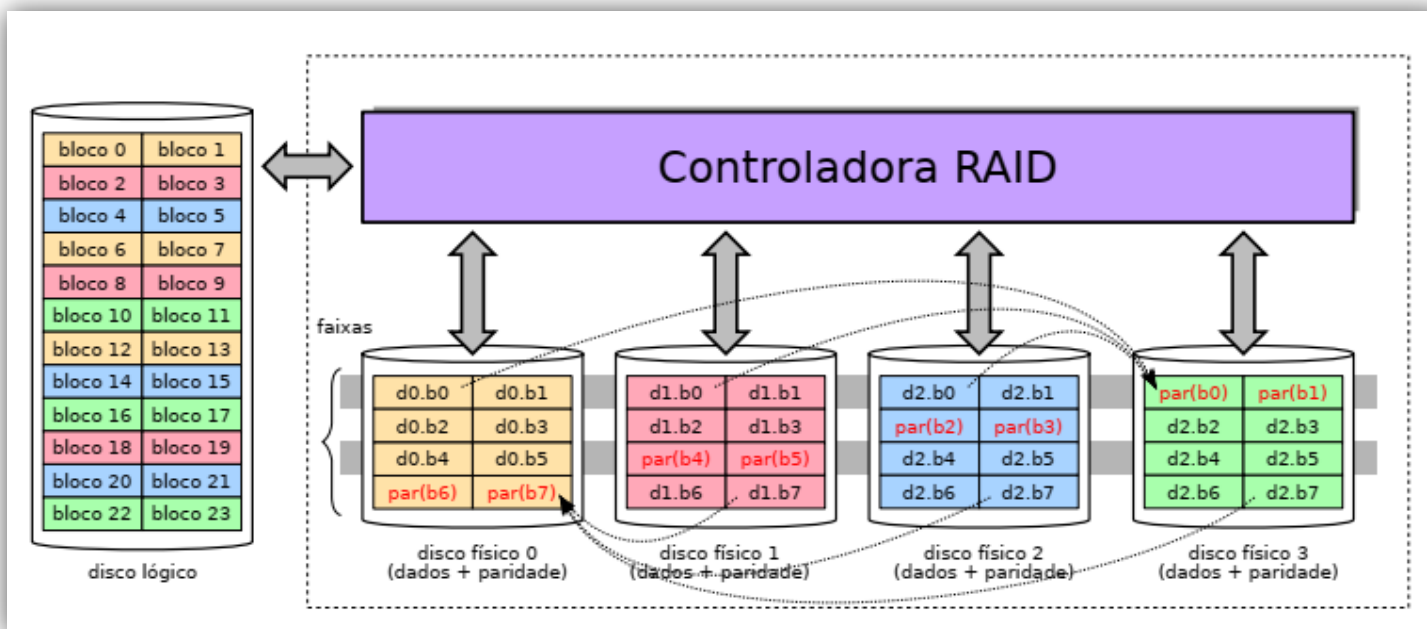 Controladora RAID
bloco 0 bloco 1
bloco 2 bloco 3
bloco 4 bloco 5
bloco 6 bloco 7
bloco 8 bloco 9
bloco 10 bloco 11
bloco 12 bloco 13
bloco 14 bloco 15
bloco 16 bloco 17
bloco 18 bloco 19
bloco 20 bloco 21
bloco 22 bloco 23
disco lógico
faixas
d0.b0 d0.b1
d0.b2 d0.b3
d0.b4 d0.b5
par(b6) par(b7)
disco físico 0
(dados + paridade)
d1.b0 d1.b1
d1.b2 d1.b3
par(b4) par(b5)
d1.b6 d1.b7
disco físico 1
(dados + paridade)
d2.b0 d2.b1
par(b2) par(b3)
d2.b4 d2.b5
d2.b6 d2.b7
disco físico 2
(dados + paridade)
par(b0) par(b1)
d2.b2 d2.b3
d2.b4 d2.b5
d2.b6 d2.b7
disco físico 3
(dados + paridade)